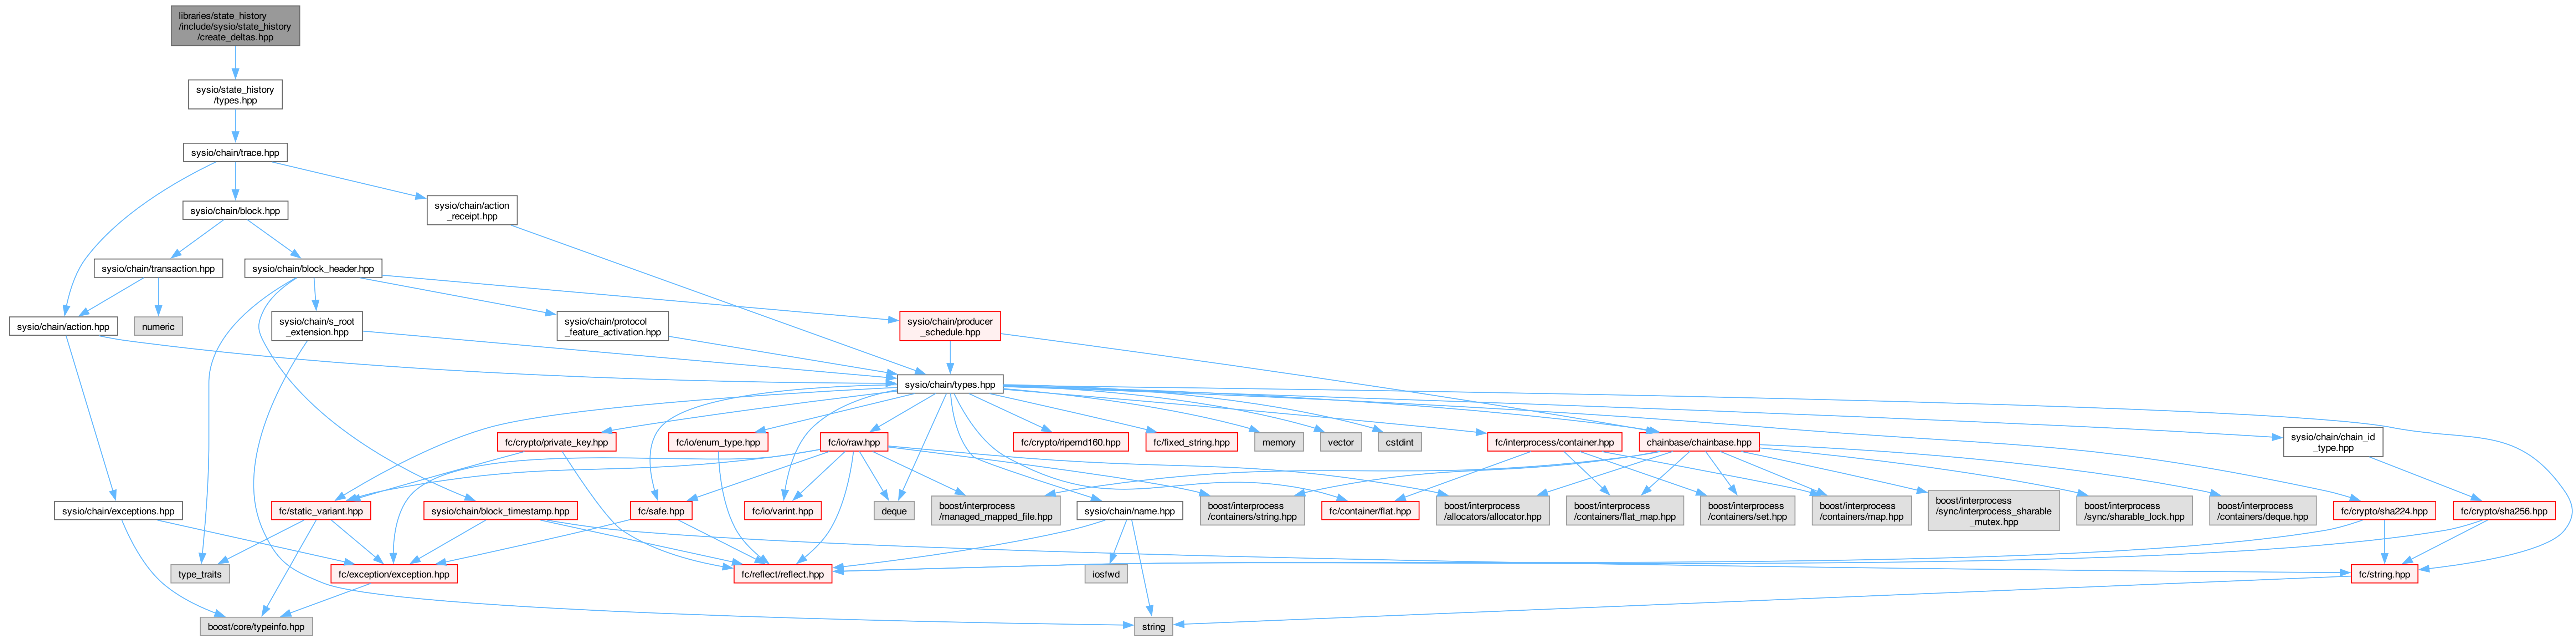 libraries/state_history
/include/sysio/state_history
/create_deltas.hpp
sysio/state_history
/types.hpp
sysio/chain/trace.hpp
sysio/chain/block.hpp
sysio/chain/action
_receipt.hpp
sysio/chain/transaction.hpp
sysio/chain/block_header.hpp
sysio/chain/action.hpp
numeric
sysio/chain/s_root
_extension.hpp
sysio/chain/protocol
_feature_activation.hpp
sysio/chain/producer
_schedule.hpp
sysio/chain/types.hpp
fc/crypto/private_key.hpp
fc/io/enum_type.hpp
fc/io/raw.hpp
fc/crypto/ripemd160.hpp
fc/fixed_string.hpp
memory
vector
cstdint
fc/interprocess/container.hpp
chainbase/chainbase.hpp
sysio/chain/chain_id
_type.hpp
sysio/chain/exceptions.hpp
fc/static_variant.hpp
sysio/chain/block_timestamp.hpp
fc/safe.hpp
fc/io/varint.hpp
deque
boost/interprocess
/managed_mapped_file.hpp
sysio/chain/name.hpp
boost/interprocess
/containers/string.hpp
fc/container/flat.hpp
boost/interprocess
/allocators/allocator.hpp
boost/interprocess
/containers/flat_map.hpp
boost/interprocess
/containers/set.hpp
boost/interprocess
/containers/map.hpp
boost/interprocess
/sync/interprocess_sharable
_mutex.hpp
boost/interprocess
/sync/sharable_lock.hpp
boost/interprocess
/containers/deque.hpp
fc/crypto/sha224.hpp
fc/crypto/sha256.hpp
type_traits
fc/exception/exception.hpp
fc/reflect/reflect.hpp
iosfwd
fc/string.hpp
boost/core/typeinfo.hpp
string